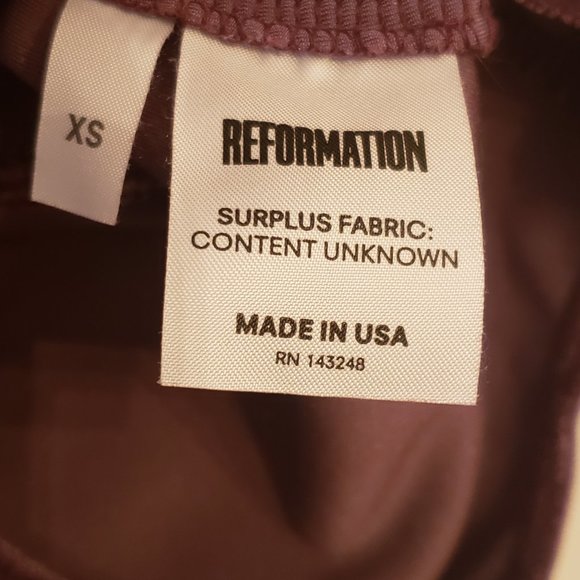 XS
REFORMATION
SURPLUS FABRIC:
CONTENT UNKNOWN
MADE IN USA
RN 143248